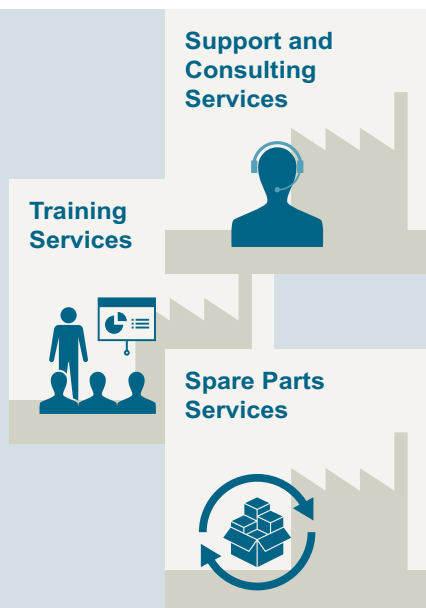 Support and
Consulting
Services
Training
Services
Spare Parts
Services